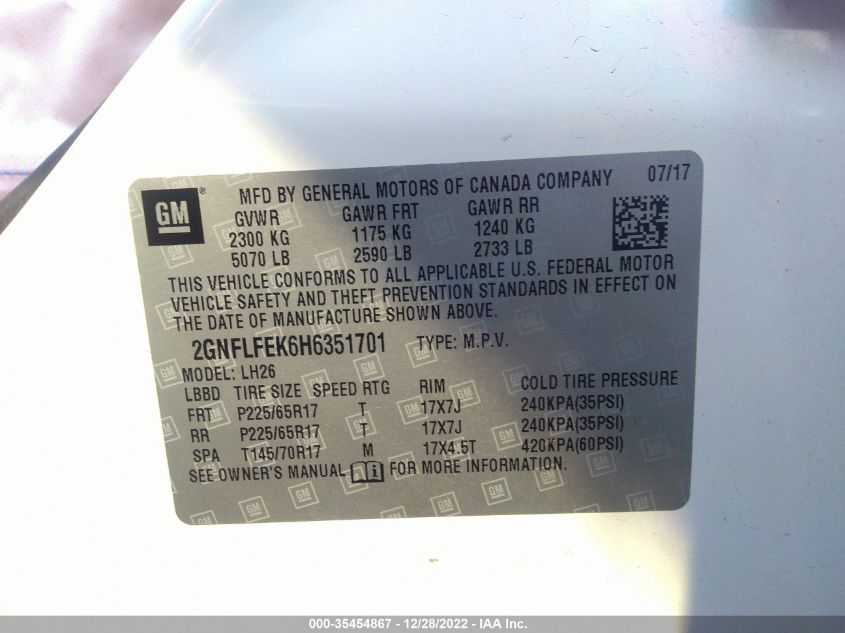 GM ® MFD BY GENERAL MOTORS OF CANADA COMPANY 07/17
GVWR GAWR FRT GAWR RR
2300 KG 1175 KG 1240 KG
5070 LB 2590 LB 2733 LB
THIS VEHICLE CONFORMS TO ALL APPLICABLE U.S. FEDERAL MOTOR
VEHICLE SAFETY AND THEFT PREVENTION STANDARDS IN EFFECT ON
THE DATE OF MANUFACTURE SHOWN ABOVE.
2GNFLFEK6H6351701 TYPE: M.P.V.
MODEL: LH26
LBBD TIRE SIZE SPEED RTG RIM COLD TIRE PRESSURE
FRT P225/65R17 T 17X7J 240KPA(35PSI)
RR P225/65R17 T 17X7J 240KPA(35PSI)
SPA T145/70R17 M 17X4.5T 420KPA(60PSI)
SEE OWNER'S MANUAL FOR MORE INFORMATION.
000-35454867 - 12/28/2022 - IAA Inc.